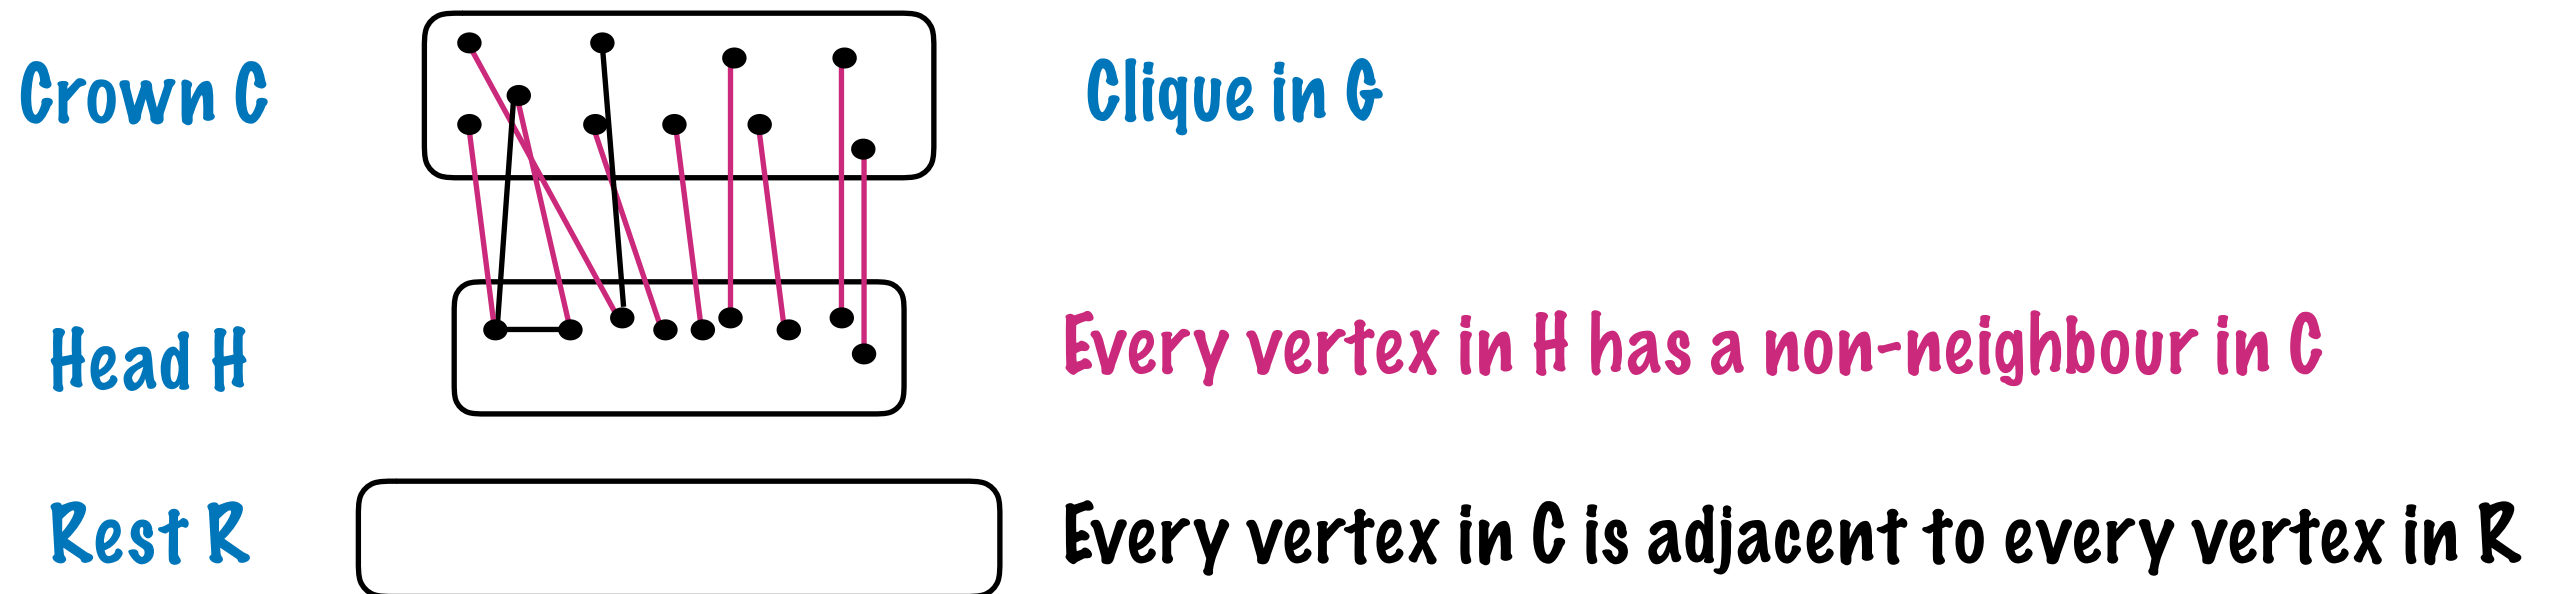 Crown C
Clique in G
Head H
Every vertex in H has a non-neighbour in C
Rest R
Every vertex in C is adjacent to every vertex in R